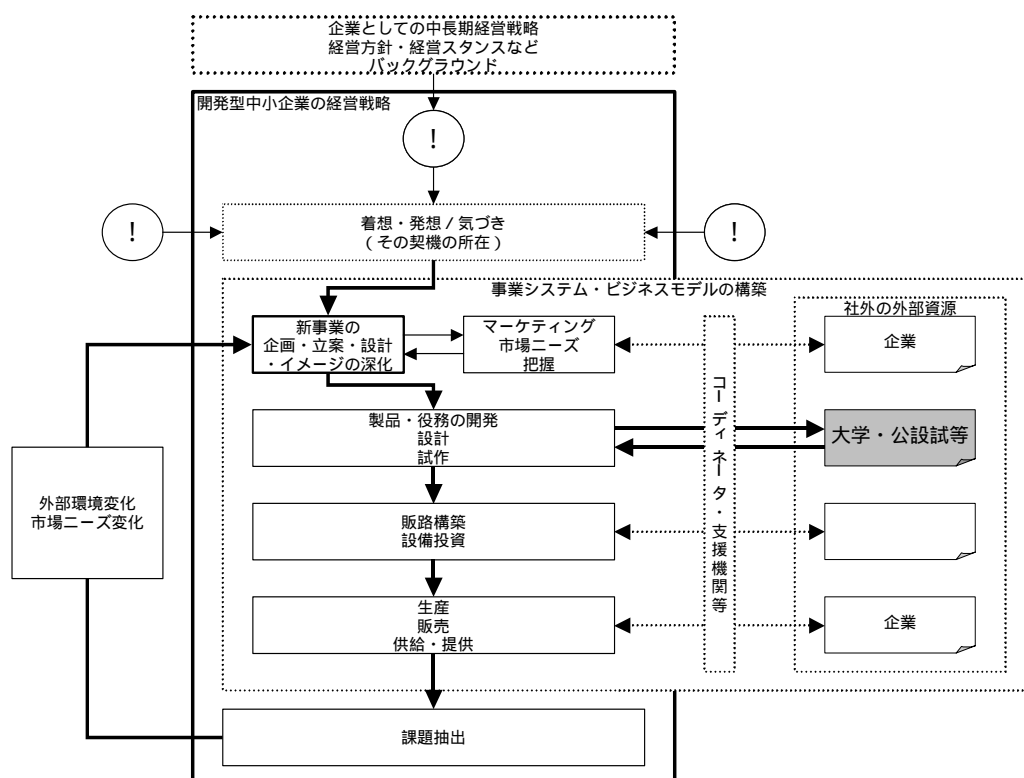 企業としての中長期経営戦略
経営方針・経営スタンスなど
バックグラウンド
開発型中小企業の経営戦略
!
着想・発想/気づき
(その契機の所在)
!
!
事業システム・ビジネスモデルの構築
社外の外部資源
新事業の
企画・立案・設計
・イメージの深化
マーケティング
市場ニーズ
把握
企業
コーディネータ・支援機関等
製品・役務の開発
設計
試作
大学・公設試等
外部環境変化
市場ニーズ変化
販路構築
設備投資
生産
販売
供給・提供
企業
課題抽出